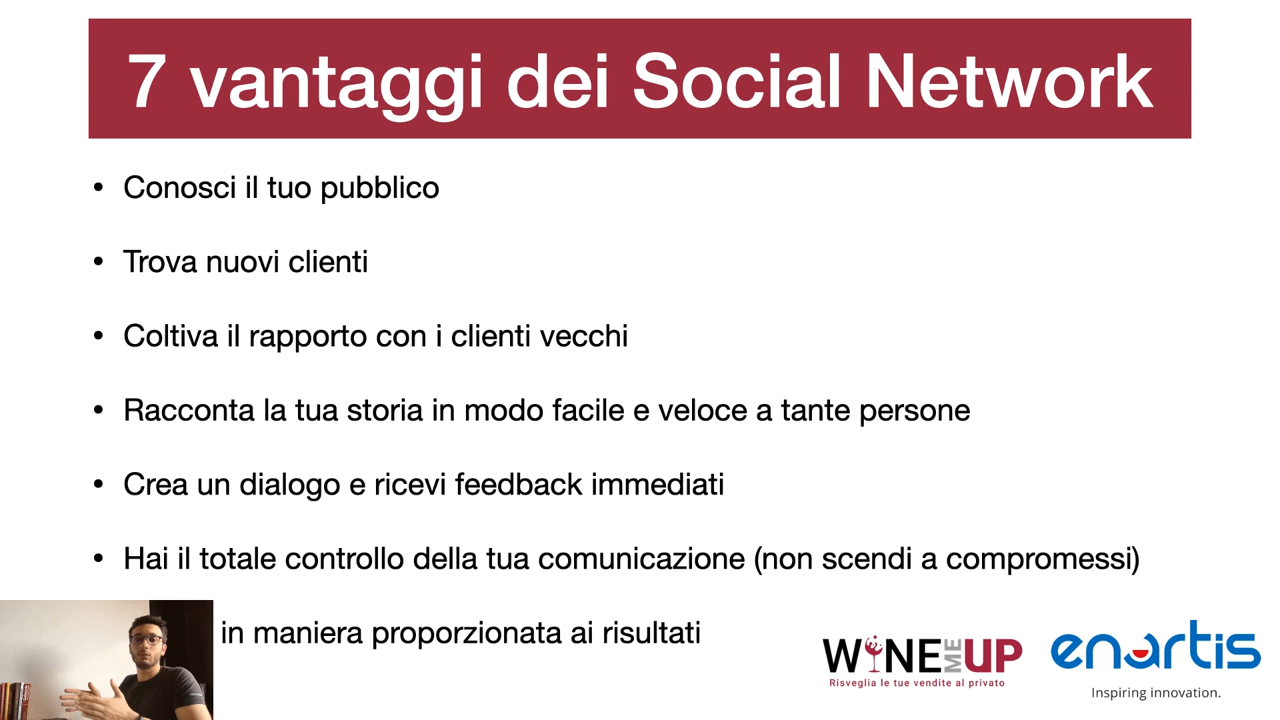 7 vantaggi dei Social Network
• Conosci il tuo pubblico
• Trova nuovi clienti
• Coltiva il rapporto con i clienti vecchi
• Racconta la tua storia in modo facile e veloce a tante persone
• Crea un dialogo e ricevi feedback immediati
• Hai il totale controllo della tua comunicazione (non scendi a compromessi)
in maniera proporzionata ai risultati
WINE ME UP
Risveglia le tue vendite al privato
enartis
Inspiring innovation.